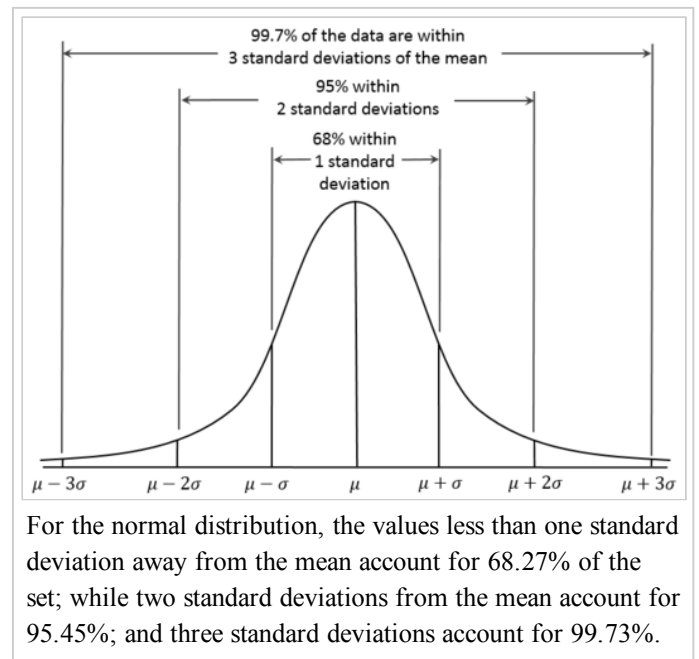 99.7% of the data are within
3 standard deviations of the mean
95% within
2 standard deviations
68% within
1 standard
deviation
μ − 3σ μ − 2σ μ − σ μ μ + σ μ + 2σ μ + 3σ
For the normal distribution, the values less than one standard
deviation away from the mean account for 68.27% of the
set; while two standard deviations from the mean account for
95.45%; and three standard deviations account for 99.73%.